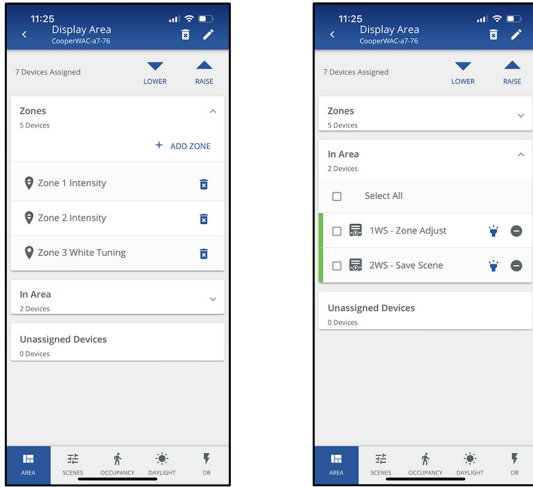 11:25
Display Area
CooperWAC-a7-76
7 Devices Assigned
LOWER
RAISE
Zones
5 Devices
+ ADD ZONE
Zone 1 Intensity
Zone 2 Intensity
Zone 3 White Tuning
In Area
2 Devices
Unassigned Devices
0 Devices
AREA
SCENES
OCCUPANCY
DAYLIGHT
DR
11:25
Display Area
CooperWAC-a7-76
7 Devices Assigned
LOWER
RAISE
Zones
5 Devices
In Area
2 Devices
Select All
1WS - Zone Adjust
2WS - Save Scene
Unassigned Devices
0 Devices
AREA
SCENES
OCCUPANCY
DAYLIGHT
DR